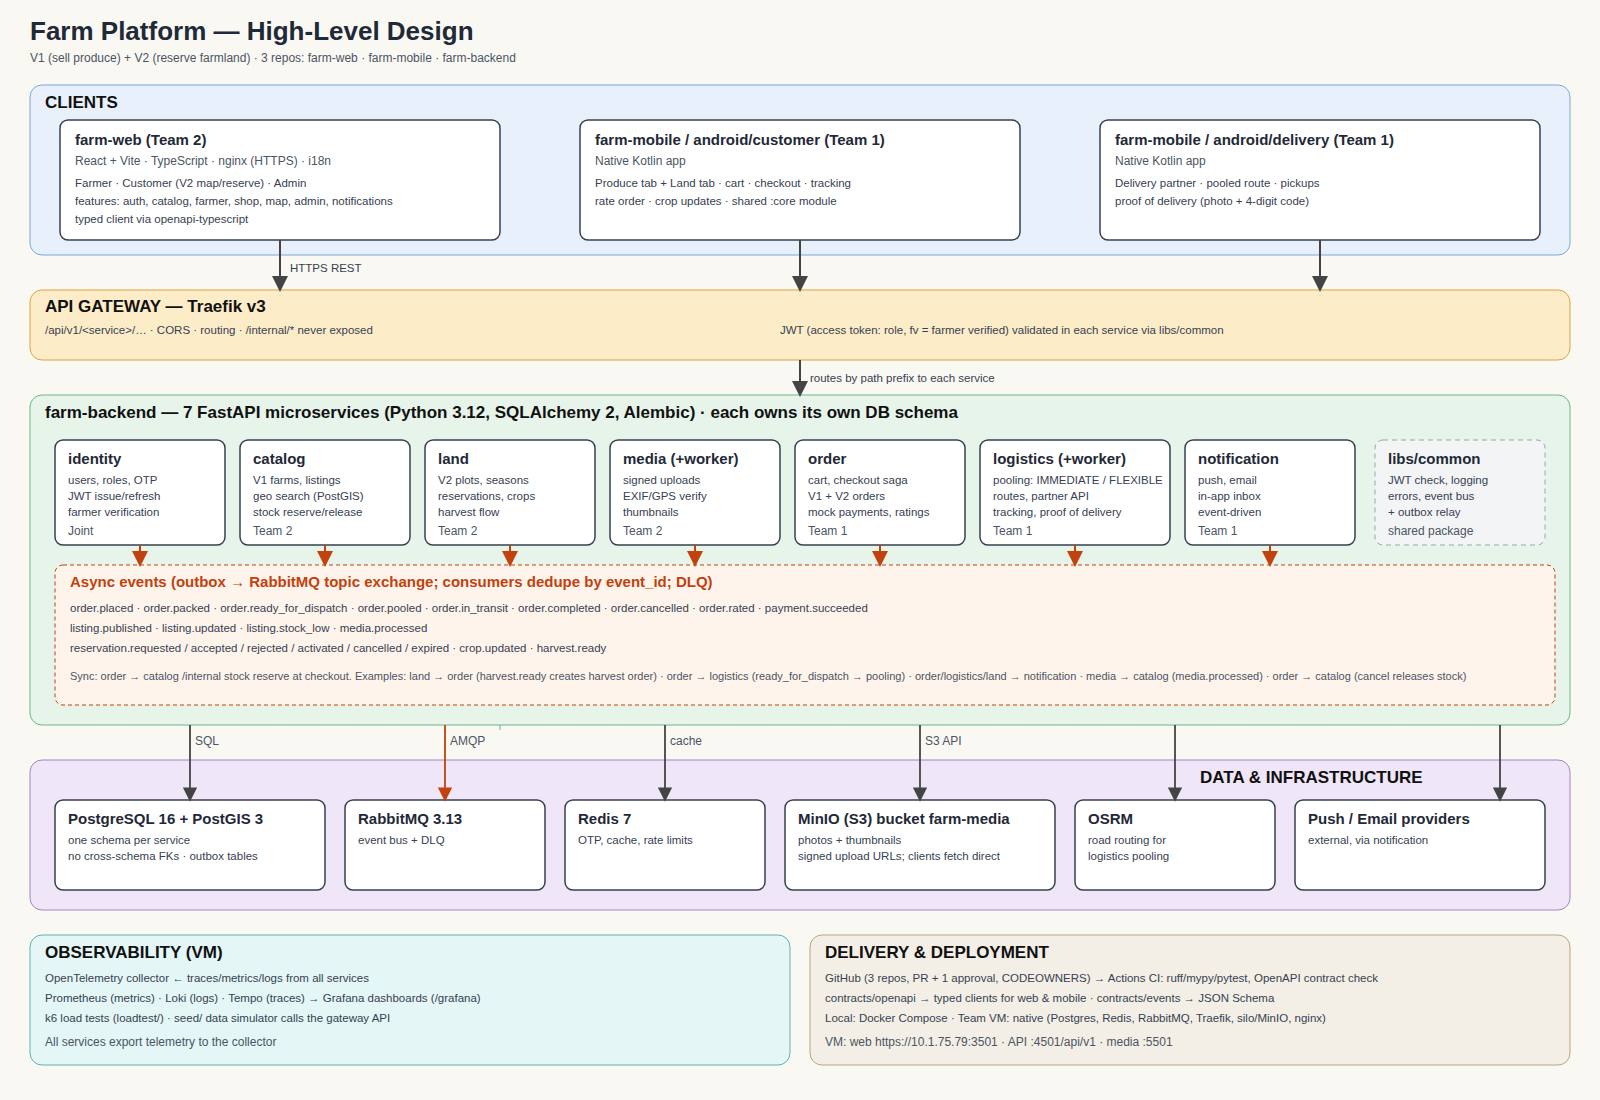 Farm Platform — High-Level Design
V1 (sell produce) + V2 (reserve farmland) · 3 repos: farm-web · farm-mobile · farm-backend
CLIENTS
farm-web (Team 2)
React + Vite · TypeScript · nginx (HTTPS) · i18n
Farmer · Customer (V2 map/reserve) · Admin
features: auth, catalog, farmer, shop, map, admin, notifications
typed client via openapi-typescript
farm-mobile / android/customer (Team 1)
Native Kotlin app
Produce tab + Land tab · cart · checkout · tracking
rate order · crop updates · shared :core module
farm-mobile / android/delivery (Team 1)
Native Kotlin app
Delivery partner · pooled route · pickups
proof of delivery (photo + 4-digit code)
HTTPS REST
API GATEWAY — Traefik v3
/api/v1/<service>/… · CORS · routing · /internal/* never exposed
JWT (access token: role, fv = farmer verified) validated in each service via libs/common
routes by path prefix to each service
farm-backend — 7 FastAPI microservices (Python 3.12, SQLAlchemy 2, Alembic) · each owns its own DB schema
identity
users, roles, OTP
JWT issue/refresh
farmer verification
Joint
catalog
V1 farms, listings
geo search (PostGIS)
stock reserve/release
Team 2
land
V2 plots, seasons
reservations, crops
harvest flow
Team 2
media (+worker)
signed uploads
EXIF/GPS verify
thumbnails
Team 2
order
cart, checkout saga
V1 + V2 orders
mock payments, ratings
Team 1
logistics (+worker)
pooling: IMMEDIATE / FLEXIBLE
routes, partner API
tracking, proof of delivery
Team 1
notification
push, email
in-app inbox
event-driven
Team 1
libs/common
JWT check, logging
errors, event bus
+ outbox relay
shared package
Async events (outbox → RabbitMQ topic exchange; consumers dedupe by event_id; DLQ)
order.placed · order.packed · order.ready_for_dispatch · order.pooled · order.in_transit · order.completed · order.cancelled · order.rated · payment.succeeded
listing.published · listing.updated · listing.stock_low · media.processed
reservation.requested / accepted / rejected / activated / cancelled / expired · crop.updated · harvest.ready
Sync: order → catalog /internal stock reserve at checkout. Examples: land → order (harvest.ready creates harvest order) · order → logistics (ready_for_dispatch → pooling) · order/logistics/land → notification · media → catalog (media.processed) · order → catalog (cancel releases stock)
SQL
AMQP
cache
S3 API
DATA & INFRASTRUCTURE
PostgreSQL 16 + PostGIS 3
one schema per service
no cross-schema FKs · outbox tables
RabbitMQ 3.13
event bus + DLQ
Redis 7
OTP, cache, rate limits
MinIO (S3) bucket farm-media
photos + thumbnails
signed upload URLs; clients fetch direct
OSRM
road routing for
logistics pooling
Push / Email providers
external, via notification
OBSERVABILITY (VM)
OpenTelemetry collector ← traces/metrics/logs from all services
Prometheus (metrics) · Loki (logs) · Tempo (traces) → Grafana dashboards (/grafana)
k6 load tests (loadtest/) · seed/ data simulator calls the gateway API
All services export telemetry to the collector
DELIVERY & DEPLOYMENT
GitHub (3 repos, PR + 1 approval, CODEOWNERS) → Actions CI: ruff/mypy/pytest, OpenAPI contract check
contracts/openapi → typed clients for web & mobile · contracts/events → JSON Schema
Local: Docker Compose · Team VM: native (Postgres, Redis, RabbitMQ, Traefik, silo/MinIO, nginx)
VM: web https://10.1.75.79:3501 · API :4501/api/v1 · media :5501